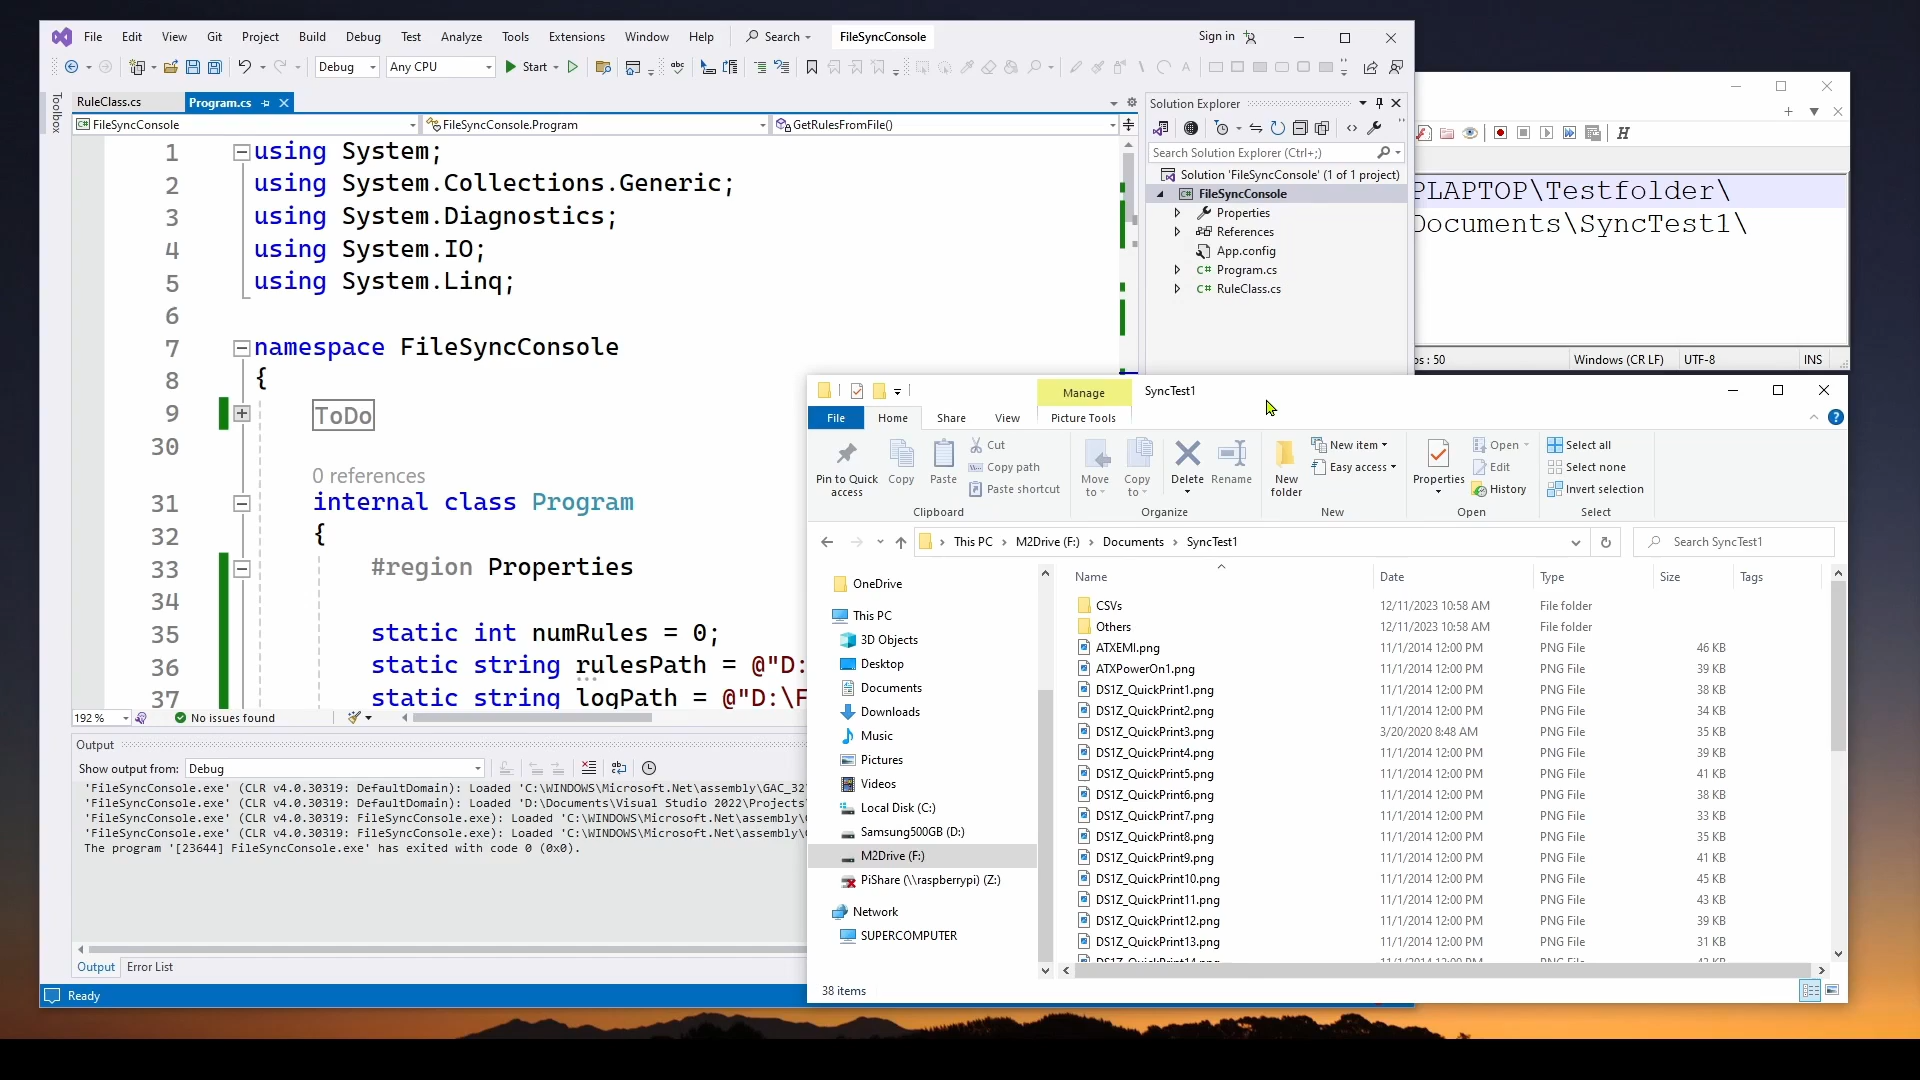 File Edit View Git Project Build Debug Test Analyze Tools Extensions Window Help Search FileSyncConsole Sign in
Debug Any CPU Start
Toolbox
RuleClass.cs Program.cs
FileSyncConsole FileSyncConsole.Program GetRulesFromFile()
1 using System;
2 using System.Collections.Generic;
3 using System.Diagnostics;
4 using System.IO;
5 using System.Linq;
6
7 namespace FileSyncConsole
8 {
9 ToDo
30
0 references
31 internal class Program
32 {
33 #region Properties
34
35 static int numRules = 0;
36 static string rulesPath = @"D:
37 static string logPath = @"D:\F
192 % No issues found
Output
Show output from: Debug
'FileSyncConsole.exe' (CLR v4.0.30319: DefaultDomain): Loaded 'C:\WINDOWS\Microsoft.Net\assembly\GAC_32
'FileSyncConsole.exe' (CLR v4.0.30319: DefaultDomain): Loaded 'D:\Documents\Visual Studio 2022\Projects
'FileSyncConsole.exe' (CLR v4.0.30319: FileSyncConsole.exe): Loaded 'C:\WINDOWS\Microsoft.Net\assembly\
'FileSyncConsole.exe' (CLR v4.0.30319: FileSyncConsole.exe): Loaded 'C:\WINDOWS\Microsoft.Net\assembly\
The program '[23644] FileSyncConsole.exe' has exited with code 0 (0x0).
Output Error List
Ready
Solution Explorer
Search Solution Explorer (Ctrl+;)
Solution 'FileSyncConsole' (1 of 1 project)
FileSyncConsole
Properties
References
App.config
C# Program.cs
C# RuleClass.cs
H
PLAPTOP\Testfolder\
Documents\SyncTest1\
os : 50 Windows (CR LF) UTF-8 INS
Manage SyncTest1
File Home Share View Picture Tools
Pin to Quick access
Copy
Paste
Cut
Copy path
Paste shortcut
Clipboard
Move to
Copy to
Delete
Rename
Organize
New folder
New item
Easy access
New
Properties
Open
Edit
History
Open
Select all
Select none
Invert selection
Select
This PC M2Drive (F:) Documents SyncTest1 Search SyncTest1
OneDrive
This PC
3D Objects
Desktop
Documents
Downloads
Music
Pictures
Videos
Local Disk (C:)
Samsung500GB (D:)
M2Drive (F:)
PiShare (\\raspberrypi) (Z:)
Network
SUPERCOMPUTER
Name Date Type Size Tags
CSVs 12/11/2023 10:58 AM File folder
Others 12/11/2023 10:58 AM File folder
ATXEMI.png 11/1/2014 12:00 PM PNG File 46 KB
ATXPowerOn1.png 11/1/2014 12:00 PM PNG File 39 KB
DS1Z_QuickPrint1.png 11/1/2014 12:00 PM PNG File 38 KB
DS1Z_QuickPrint2.png 11/1/2014 12:00 PM PNG File 34 KB
DS1Z_QuickPrint3.png 3/20/2020 8:48 AM PNG File 35 KB
DS1Z_QuickPrint4.png 11/1/2014 12:00 PM PNG File 39 KB
DS1Z_QuickPrint5.png 11/1/2014 12:00 PM PNG File 41 KB
DS1Z_QuickPrint6.png 11/1/2014 12:00 PM PNG File 38 KB
DS1Z_QuickPrint7.png 11/1/2014 12:00 PM PNG File 33 KB
DS1Z_QuickPrint8.png 11/1/2014 12:00 PM PNG File 35 KB
DS1Z_QuickPrint9.png 11/1/2014 12:00 PM PNG File 41 KB
DS1Z_QuickPrint10.png 11/1/2014 12:00 PM PNG File 45 KB
DS1Z_QuickPrint11.png 11/1/2014 12:00 PM PNG File 43 KB
DS1Z_QuickPrint12.png 11/1/2014 12:00 PM PNG File 39 KB
DS1Z_QuickPrint13.png 11/1/2014 12:00 PM PNG File 31 KB
38 items